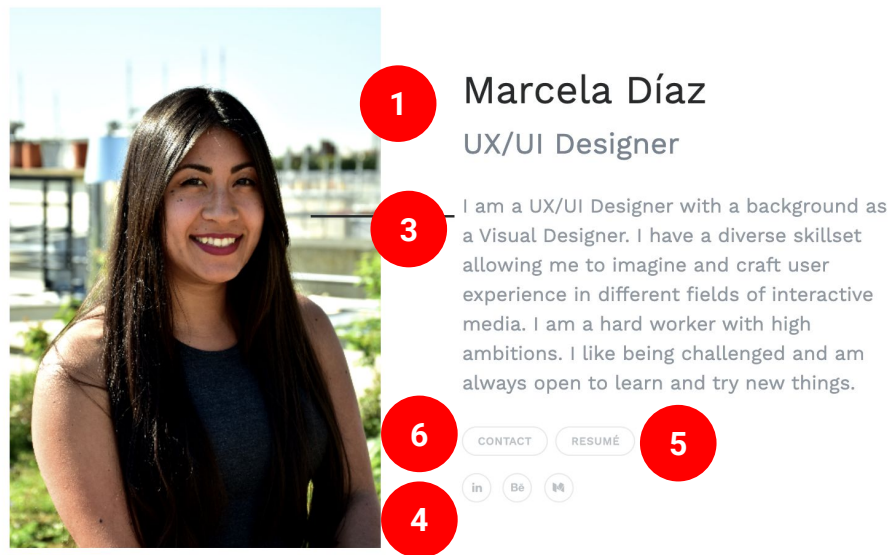 1
Marcela Díaz
UX/UI Designer
3
I am a UX/UI Designer with a background as
a Visual Designer. I have a diverse skillset
allowing me to imagine and craft user
experience in different fields of interactive
media. I am a hard worker with high
ambitions. I like being challenged and am
always open to learn and try new things.
6
CONTACT
RESUMÉ
5
4
in
Bē
M